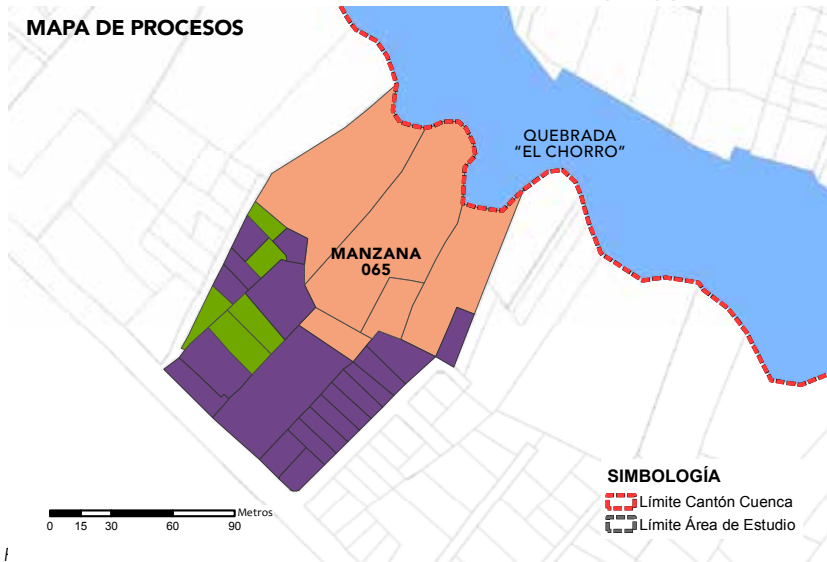 MAPA DE PROCESOS
QUEBRADA
“EL CHORRO”
MANZANA
065
SIMBOLOGÍA
Límite Cantón Cuenca
Límite Área de Estudio
Metros
0 15 30 60 90